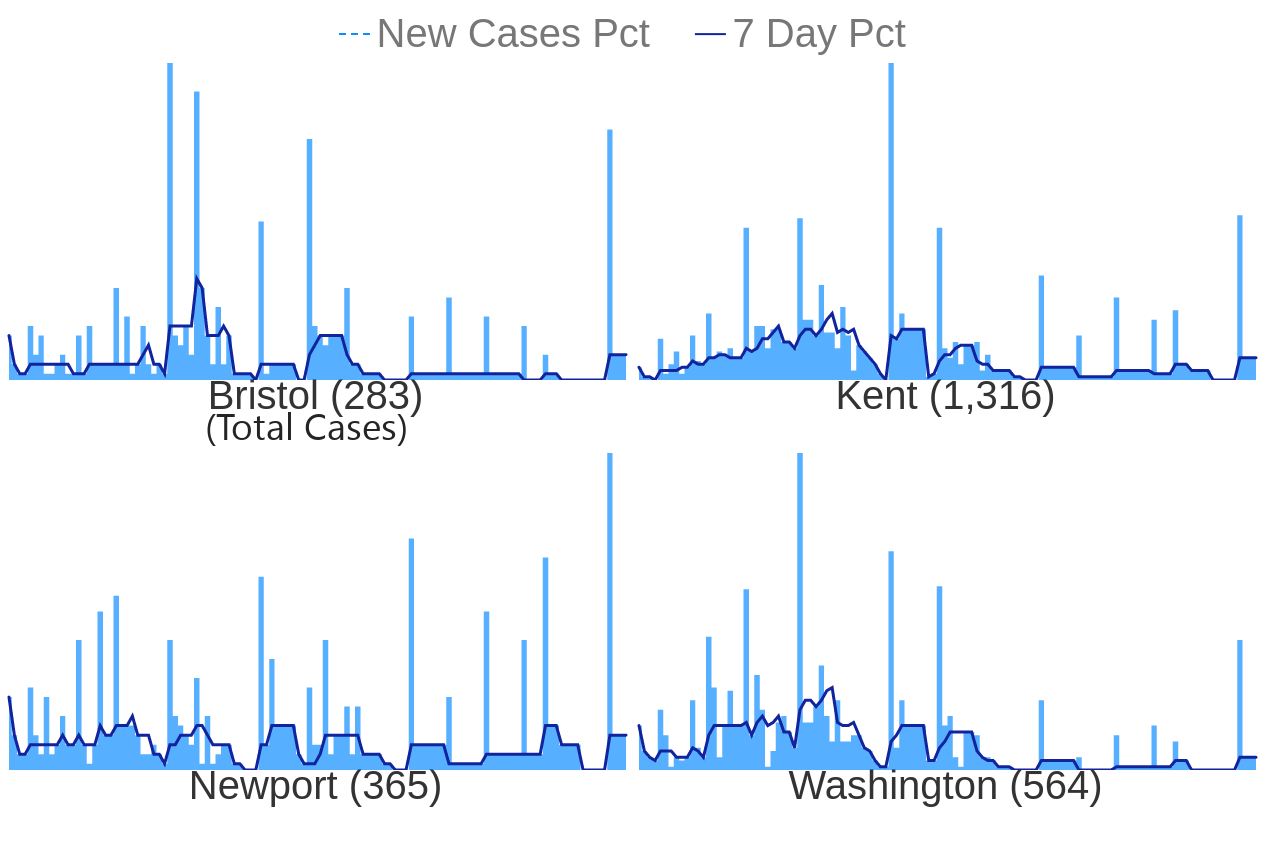 New Cases Pct 7 Day Pct
Bristol (283) Kent (1,316)
(Total Cases)
Newport (365) Washington (564)